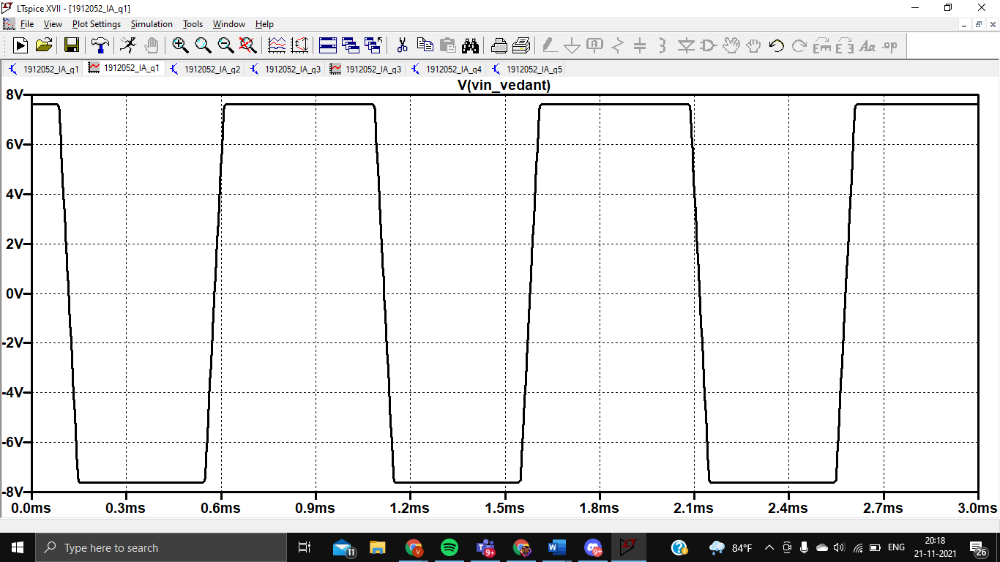 LTspice XVII - [1912052_IA_q1]
File View Plot Settings Simulation Tools Window Help
A Aa .op
1912052_IA_q1 1912052_IA_q1 1912052_IA_q2 1912052_IA_q3 1912052_IA_q3 1912052_IA_q4 1912052_IA_q5
V(vin_vedant)
8V
6V
4V
2V
0V
-2V
-4V
-6V
-8V
0.0ms 0.3ms 0.6ms 0.9ms 1.2ms 1.5ms 1.8ms 2.1ms 2.4ms 2.7ms 3.0ms
Type here to search
11
V
9+
W
9+
84°F
ENG
20:18
21-11-2021
26